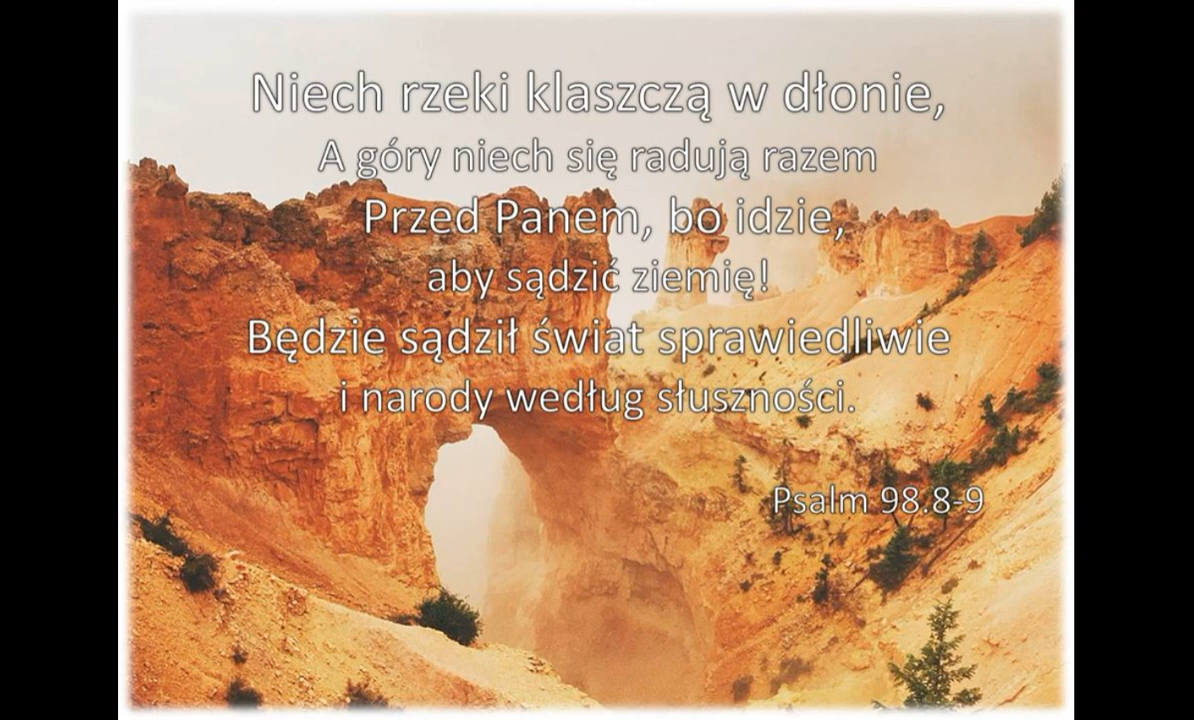 Niech rzeki klaszczą w dłonie,
A góry niech się radują razem
Przed Panem, bo idzie,
aby sądzić ziemię!
Będzie sądził świat sprawiedliwie
i narody według słuszności.
Psalm 98.8-9